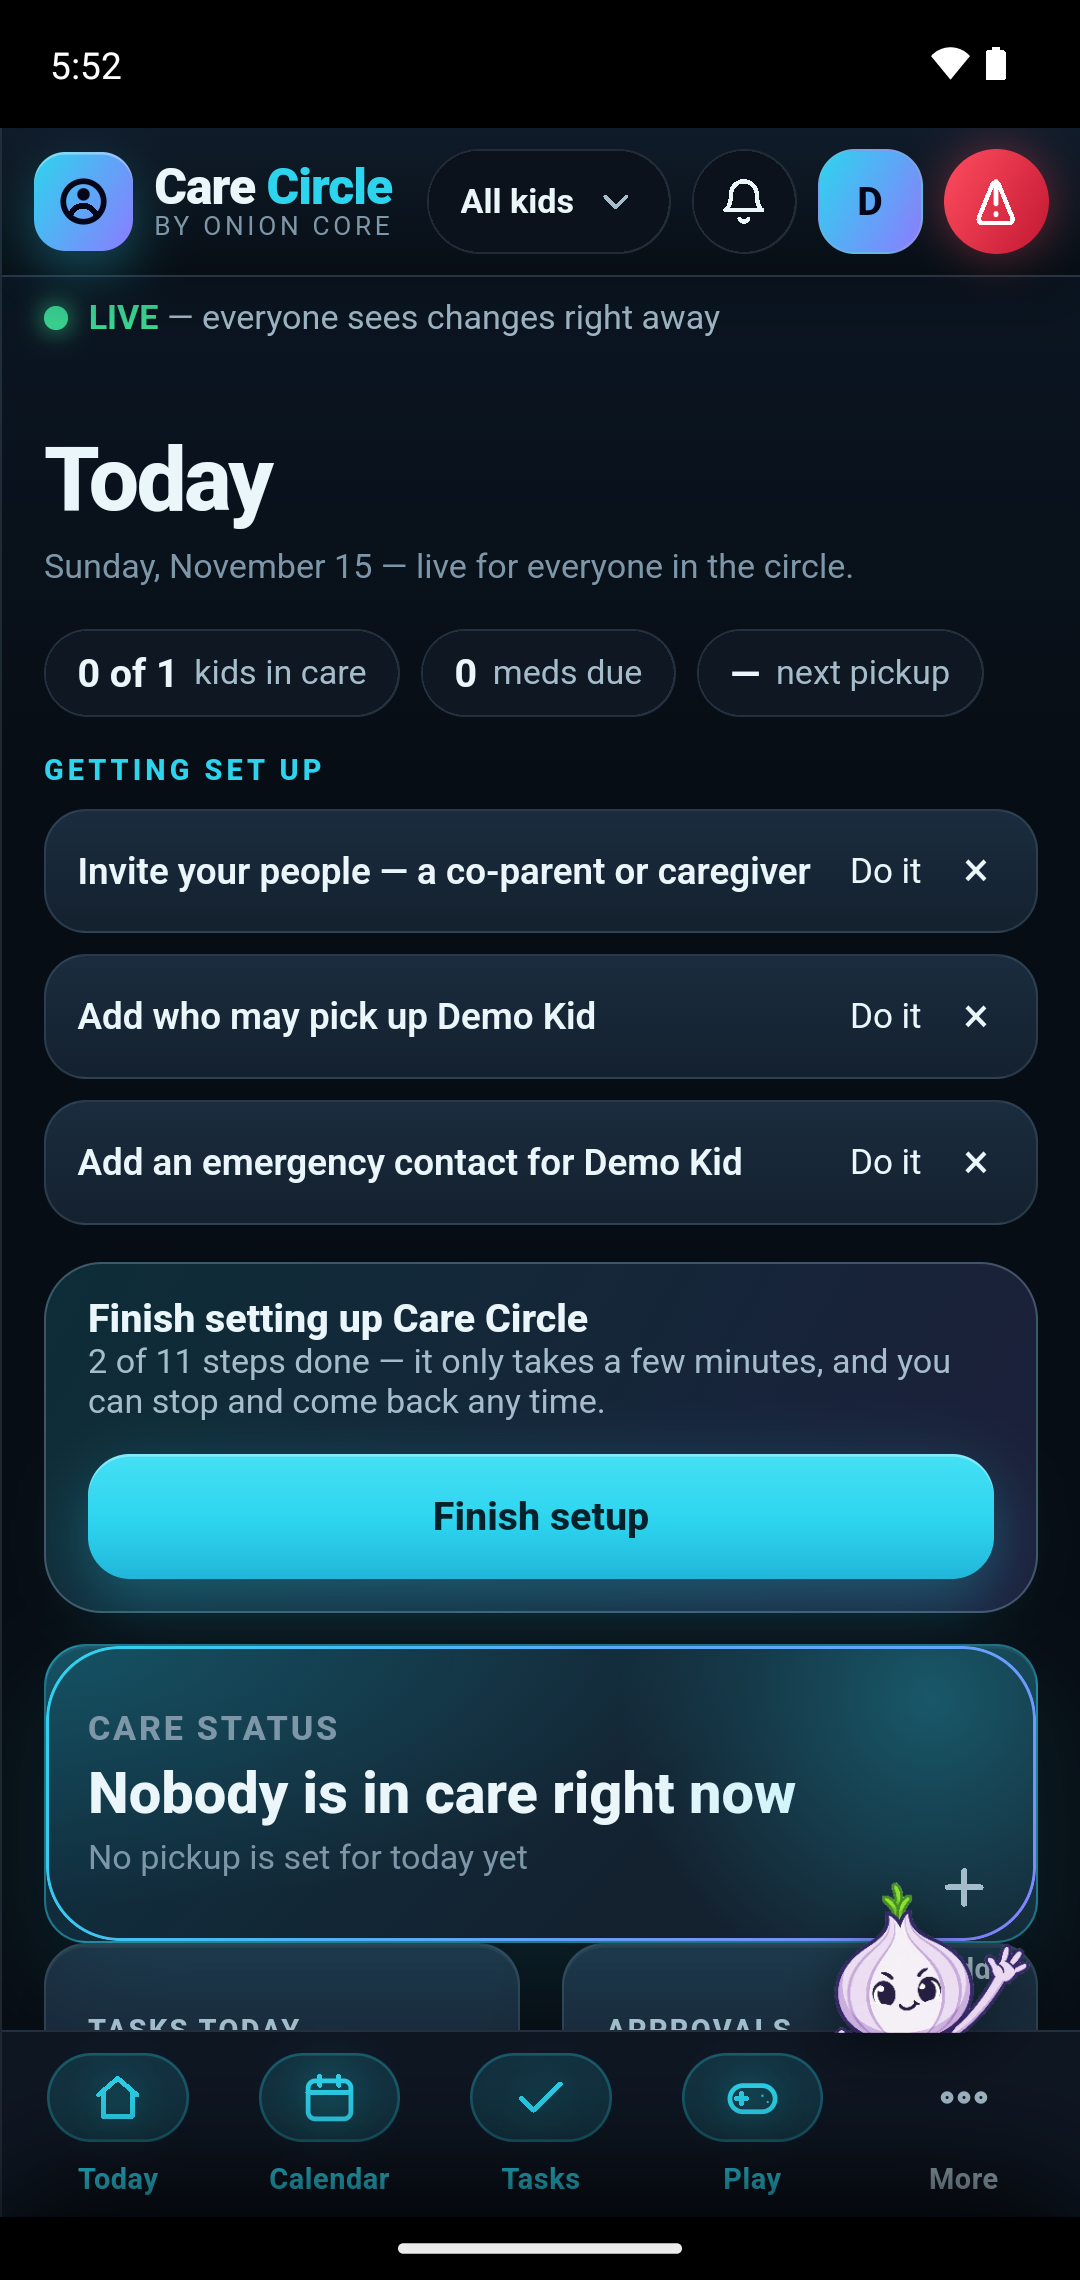 5:52
Care Circle
BY ONION CORE
All kids
D
LIVE — everyone sees changes right away
Today
Sunday, November 15 — live for everyone in the circle.
0 of 1 kids in care
0 meds due
— next pickup
GETTING SET UP
Invite your people — a co-parent or caregiver Do it
Add who may pick up Demo Kid Do it
Add an emergency contact for Demo Kid Do it
Finish setting up Care Circle
2 of 11 steps done — it only takes a few minutes, and you
can stop and come back any time.
Finish setup
CARE STATUS
Nobody is in care right now
No pickup is set for today yet
TASKS TODAY
APPROVALS
Today
Calendar
Tasks
Play
More